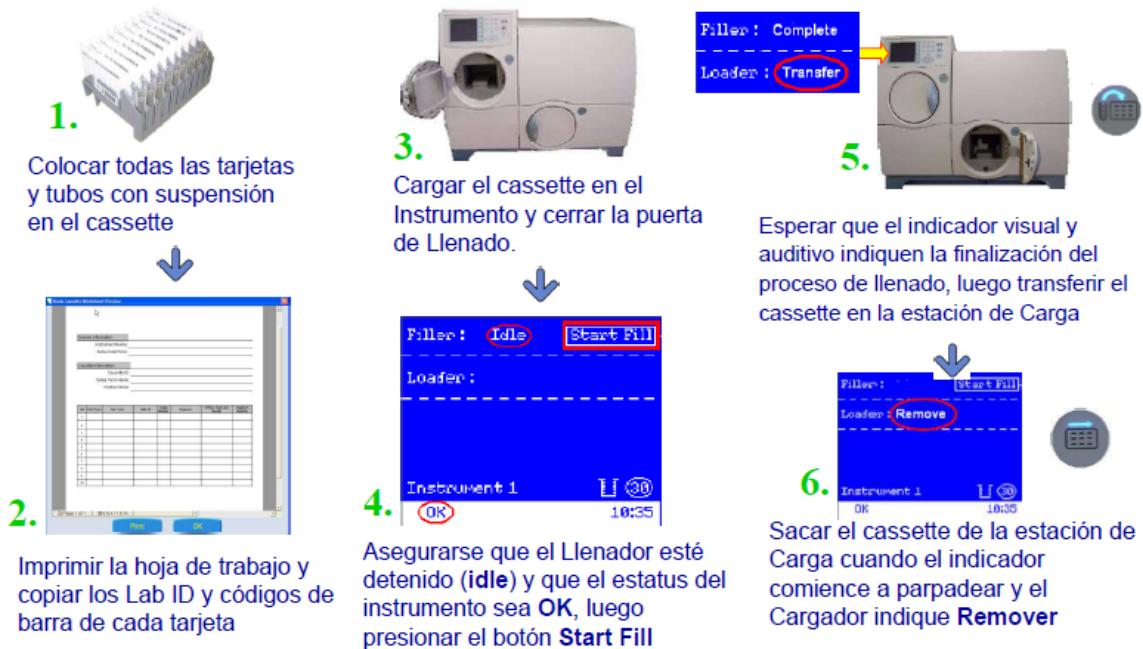 1.
Colocar todas las tarjetas
y tubos con suspensión
en el cassette
2.
Print
OK
Imprimir la hoja de trabajo y
copiar los Lab ID y códigos de
barra de cada tarjeta
3.
Cargar el cassette en el
Instrumento y cerrar la puerta
de Llenado.
Filler: Idle Start Fill
Loader:
Instrument 1 30
OK 10:35
4.
Asegurarse que el Llenador esté
detenido (idle) y que el estatus del
instrumento sea OK, luego
presionar el botón Start Fill
Filler: Complete
Loader: Transfer
5.
Esperar que el indicador visual y
auditivo indiquen la finalización del
proceso de llenado, luego transferir el
cassette en la estación de Carga
Filler: Start Fill
Loader: Remove
Instrument 1 30
OK 10:35
6.
Sacar el cassette de la estación de
Carga cuando el indicador
comience a parpadear y el
Cargador indique Remover